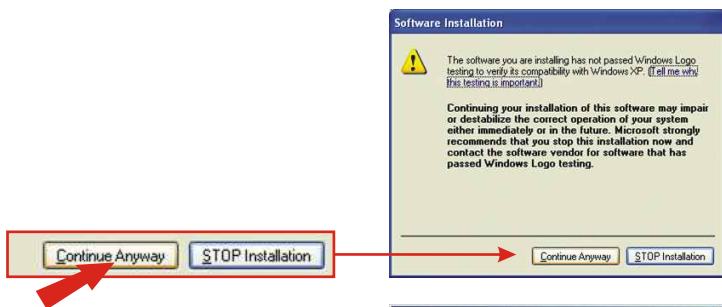 Software Installation
The software you are installing has not passed Windows Logo
testing to verify its compatibility with Windows XP. (Tell me why
this testing is important.)
Continuing your installation of this software may impair
or destabilize the correct operation of your system
either immediately or in the future. Microsoft strongly
recommends that you stop this installation now and
contact the software vendor for software that has
passed Windows Logo testing.
Continue Anyway STOP Installation
Continue Anyway STOP Installation